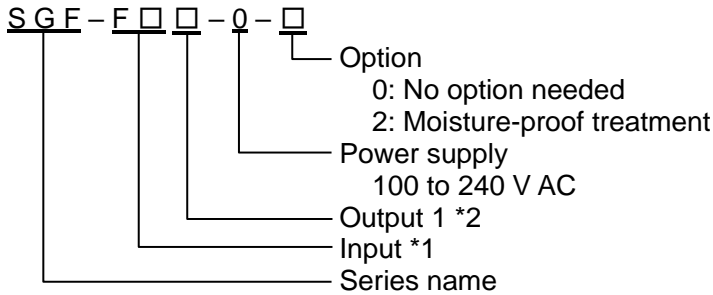 S G F – F □ □ – 0 – □
Option
0: No option needed
2: Moisture-proof treatment
Power supply
100 to 240 V AC
Output 1 *2
Input *1
Series name